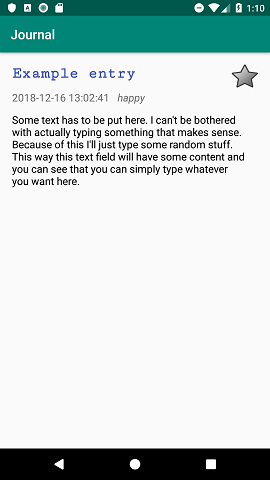 1:10
Journal
Example entry
2018-12-16 13:02:41 happy
Some text has to be put here. I can't be bothered
with actually typing something that makes sense.
Because of this I'll just type some random stuff.
This way this text field will have some content and
you can see that you can simply type whatever
you want here.